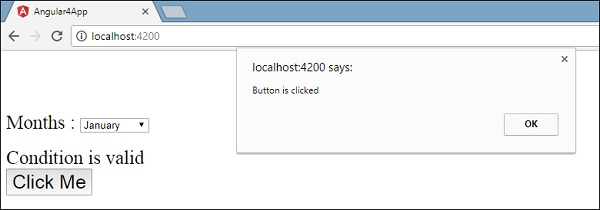 Angular4App
localhost:4200
localhost:4200 says:
Button is clicked
OK
Months : January
Condition is valid
Click Me